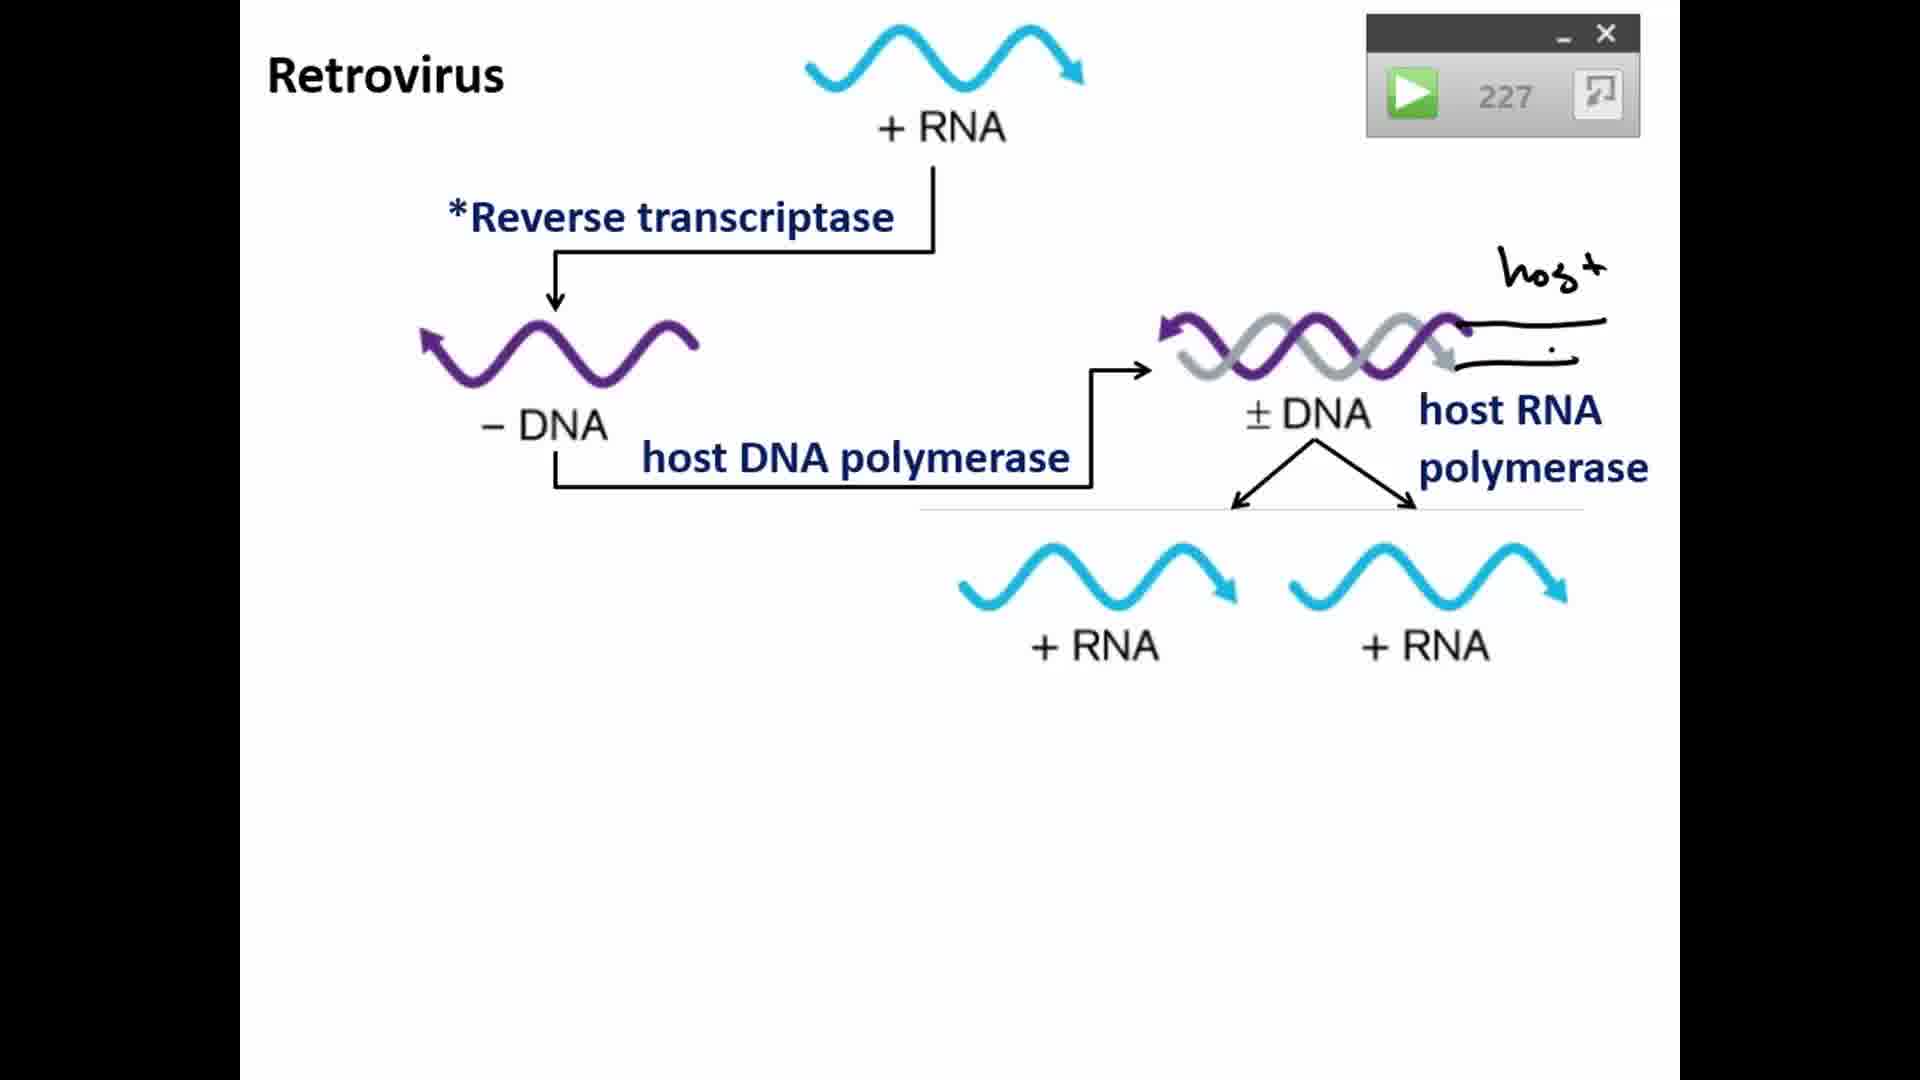 Retrovirus
+ RNA
227
*Reverse transcriptase
host
– DNA
± DNA
host DNA polymerase
host RNA
polymerase
+ RNA
+ RNA